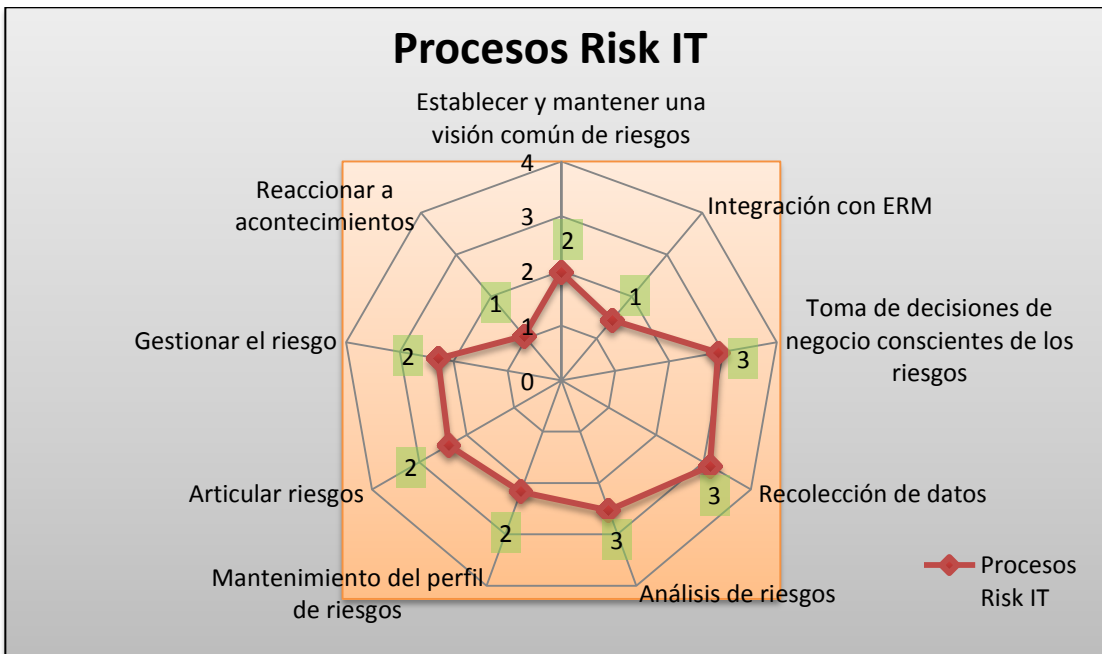 Procesos Risk IT
Establecer y mantener una
visión común de riesgos
4
3
2
1
0
2
Integración con ERM
1
Toma de decisiones de
negocio conscientes de los
riesgos
3
Recolección de datos
3
Análisis de riesgos
3
Mantenimiento del perfil
de riesgos
2
Articular riesgos
2
Gestionar el riesgo
2
Reaccionar a
acontecimientos
1
Procesos
Risk IT